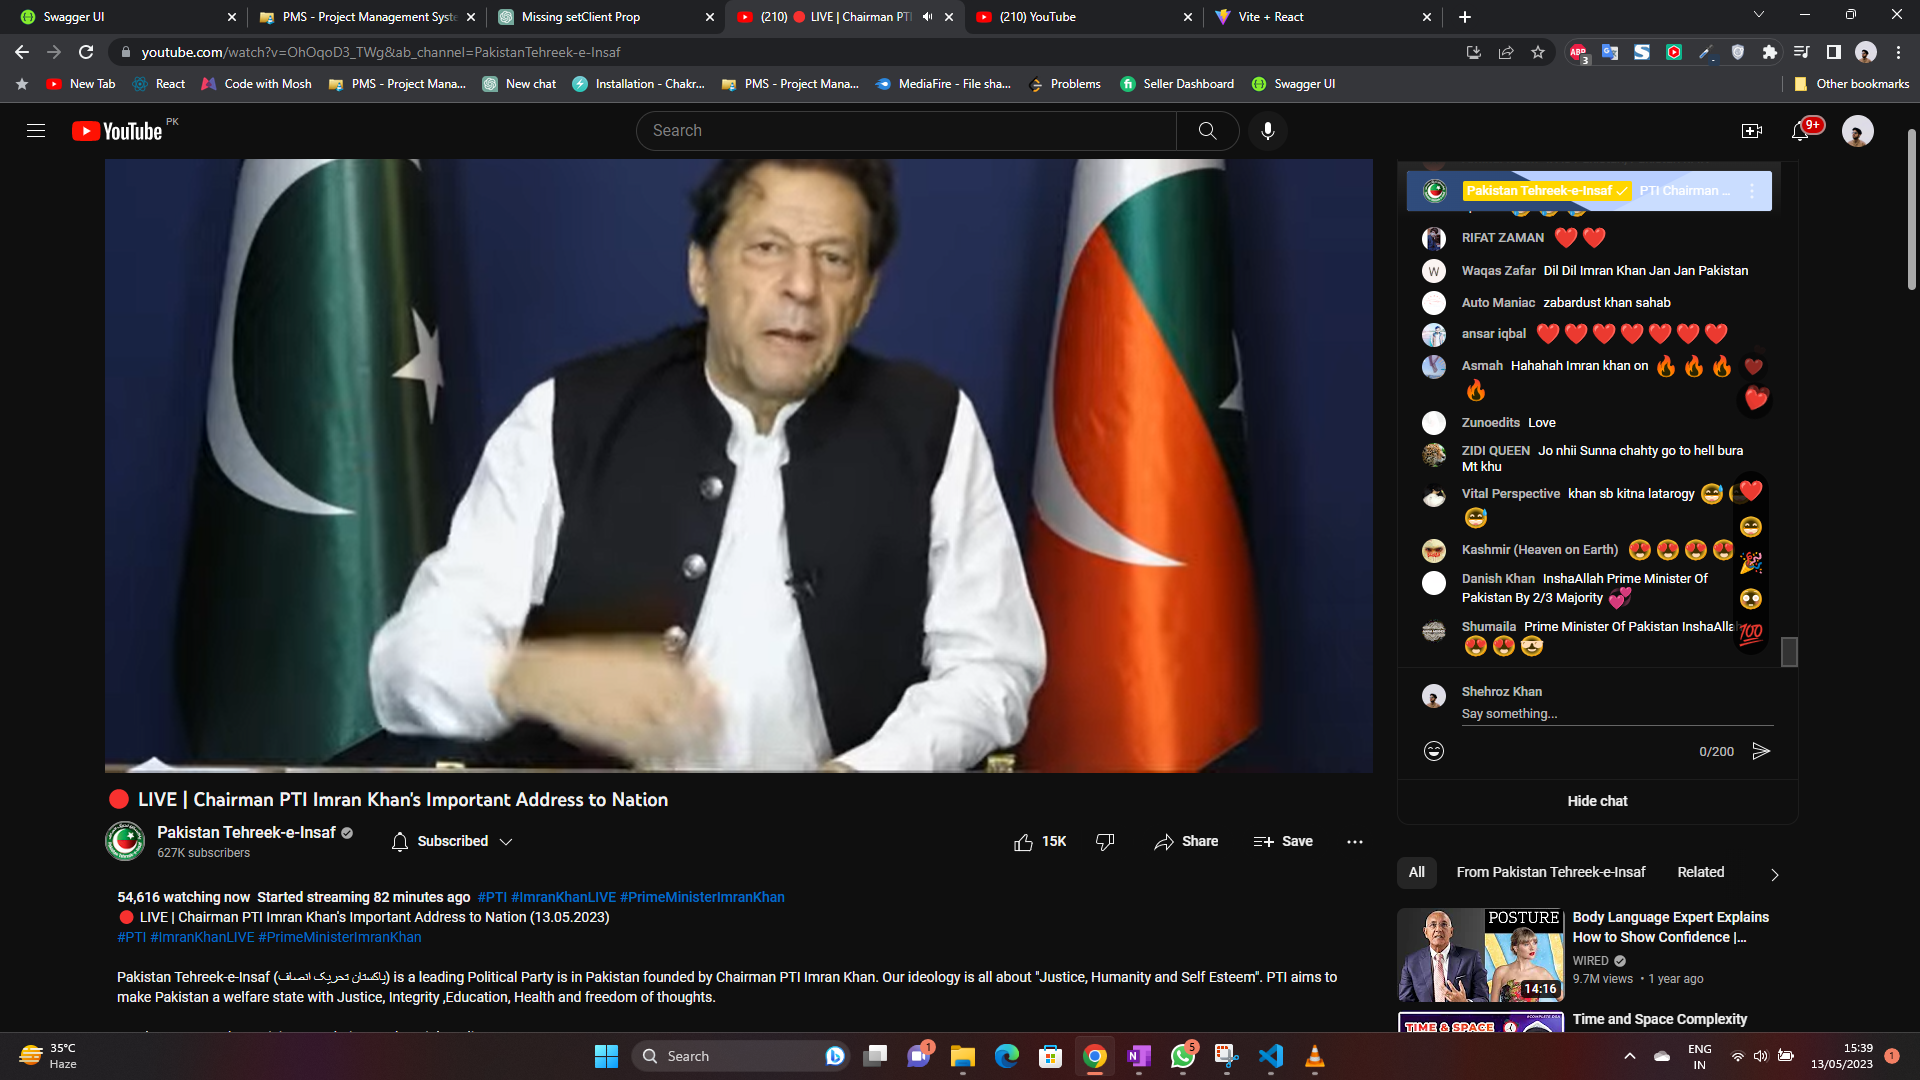 Swagger UI
PMS - Project Management Syste
Missing setClient Prop
(210) 🔴 LIVE | Chairman PTI
(210) YouTube
Vite + React
youtube.com/watch?v=OhOqoD3_TWg&ab_channel=PakistanTehreek-e-Insaf
ABP
3
New Tab
React
Code with Mosh
PMS - Project Mana...
New chat
Installation - Chakr...
PMS - Project Mana...
MediaFire - File sha...
Problems
Seller Dashboard
Swagger UI
Other bookmarks
YouTube PK
Search
9+
Pakistan Tehreek-e-Insaf PTI Chairman ...
RIFAT ZAMAN ❤️❤️
W
Waqas Zafar Dil Dil Imran Khan Jan Jan Pakistan
Auto Maniac zabardust khan sahab
ansar iqbal ❤️❤️❤️❤️❤️❤️❤️
Asmah Hahahah Imran khan on 🔥🔥🔥
🔥
Zunoedits Love
ZIDI QUEEN Jo nhii Sunna chahty go to hell bura
Mt khu
Vital Perspective khan sb kitna latarogy 😅
😅
Kashmir (Heaven on Earth) 😍😍😍😍
Danish Khan InshaAllah Prime Minister Of
Pakistan By 2/3 Majority 💞
Shumaila Prime Minister Of Pakistan InshaAlla
😍😍😎
💯
Shehroz Khan
Say something...
0/200
Hide chat
🔴 LIVE | Chairman PTI Imran Khan's Important Address to Nation
Pakistan Tehreek-e-Insaf
627K subscribers
Subscribed
15K
Share
Save
54,616 watching now Started streaming 82 minutes ago #PTI #ImranKhanLIVE #PrimeMinisterImranKhan
🔴 LIVE | Chairman PTI Imran Khan's Important Address to Nation (13.05.2023)
#PTI #ImranKhanLIVE #PrimeMinisterImranKhan
Pakistan Tehreek-e-Insaf (پاکستان تحریک انصاف) is a leading Political Party is in Pakistan founded by Chairman PTI Imran Khan. Our ideology is all about "Justice, Humanity and Self Esteem". PTI aims to
make Pakistan a welfare state with Justice, Integrity ,Education, Health and freedom of thoughts.
All
From Pakistan Tehreek-e-Insaf
Related
POSTURE
14:16
Body Language Expert Explains
How to Show Confidence |...
WIRED
9.7M views • 1 year ago
TIME & SPACE
Time and Space Complexity
35°C
Haze
Search
1
5
ENG
IN
15:39
13/05/2023
1